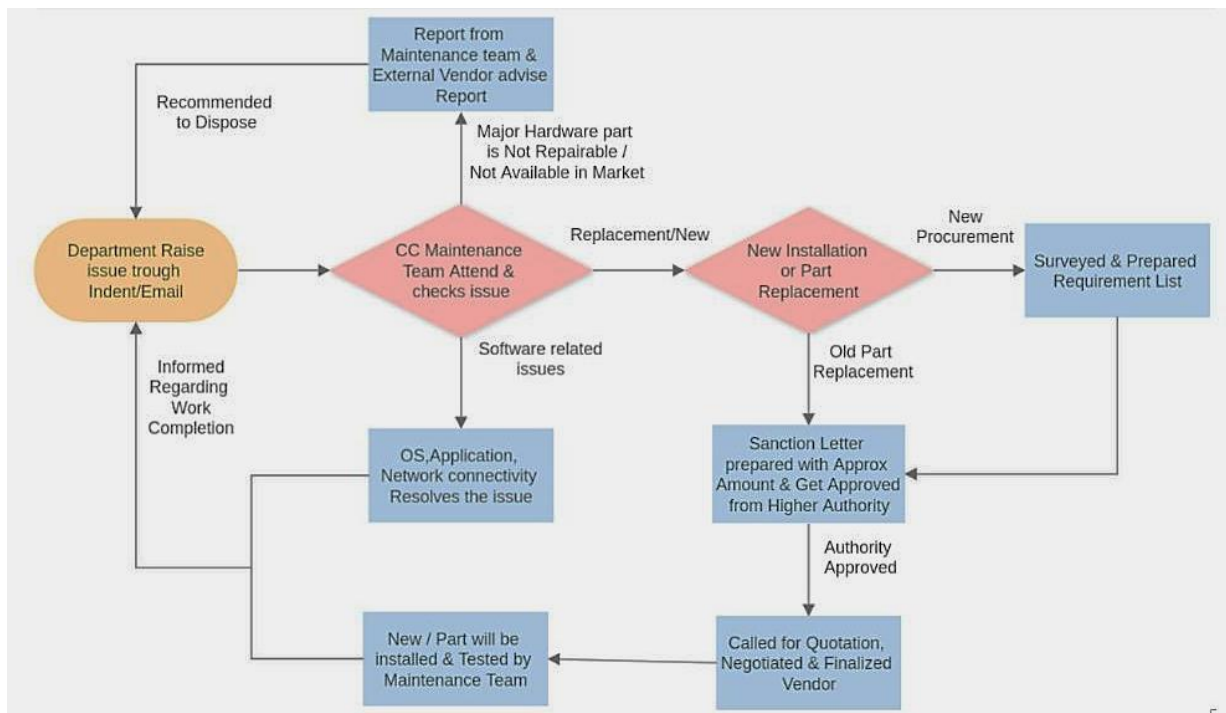 Report from
Maintenance team &
External Vendor advise
Report
Recommended
to Dispose
Major Hardware part
is Not Repairable /
Not Available in Market
Department Raise
issue trough
Indent/Email
CC Maintenance
Team Attend &
checks issue
Replacement/New
New Installation
or Part
Replacement
New
Procurement
Surveyed & Prepared
Requirement List
Informed
Regarding
Work
Completion
Software related
issues
Old Part
Replacement
OS,Application,
Network connectivity
Resolves the issue
Sanction Letter
prepared with Approx
Amount & Get Approved
from Higher Authority
Authority
Approved
New / Part will be
installed & Tested by
Maintenance Team
Called for Quotation,
Negotiated & Finalized
Vendor